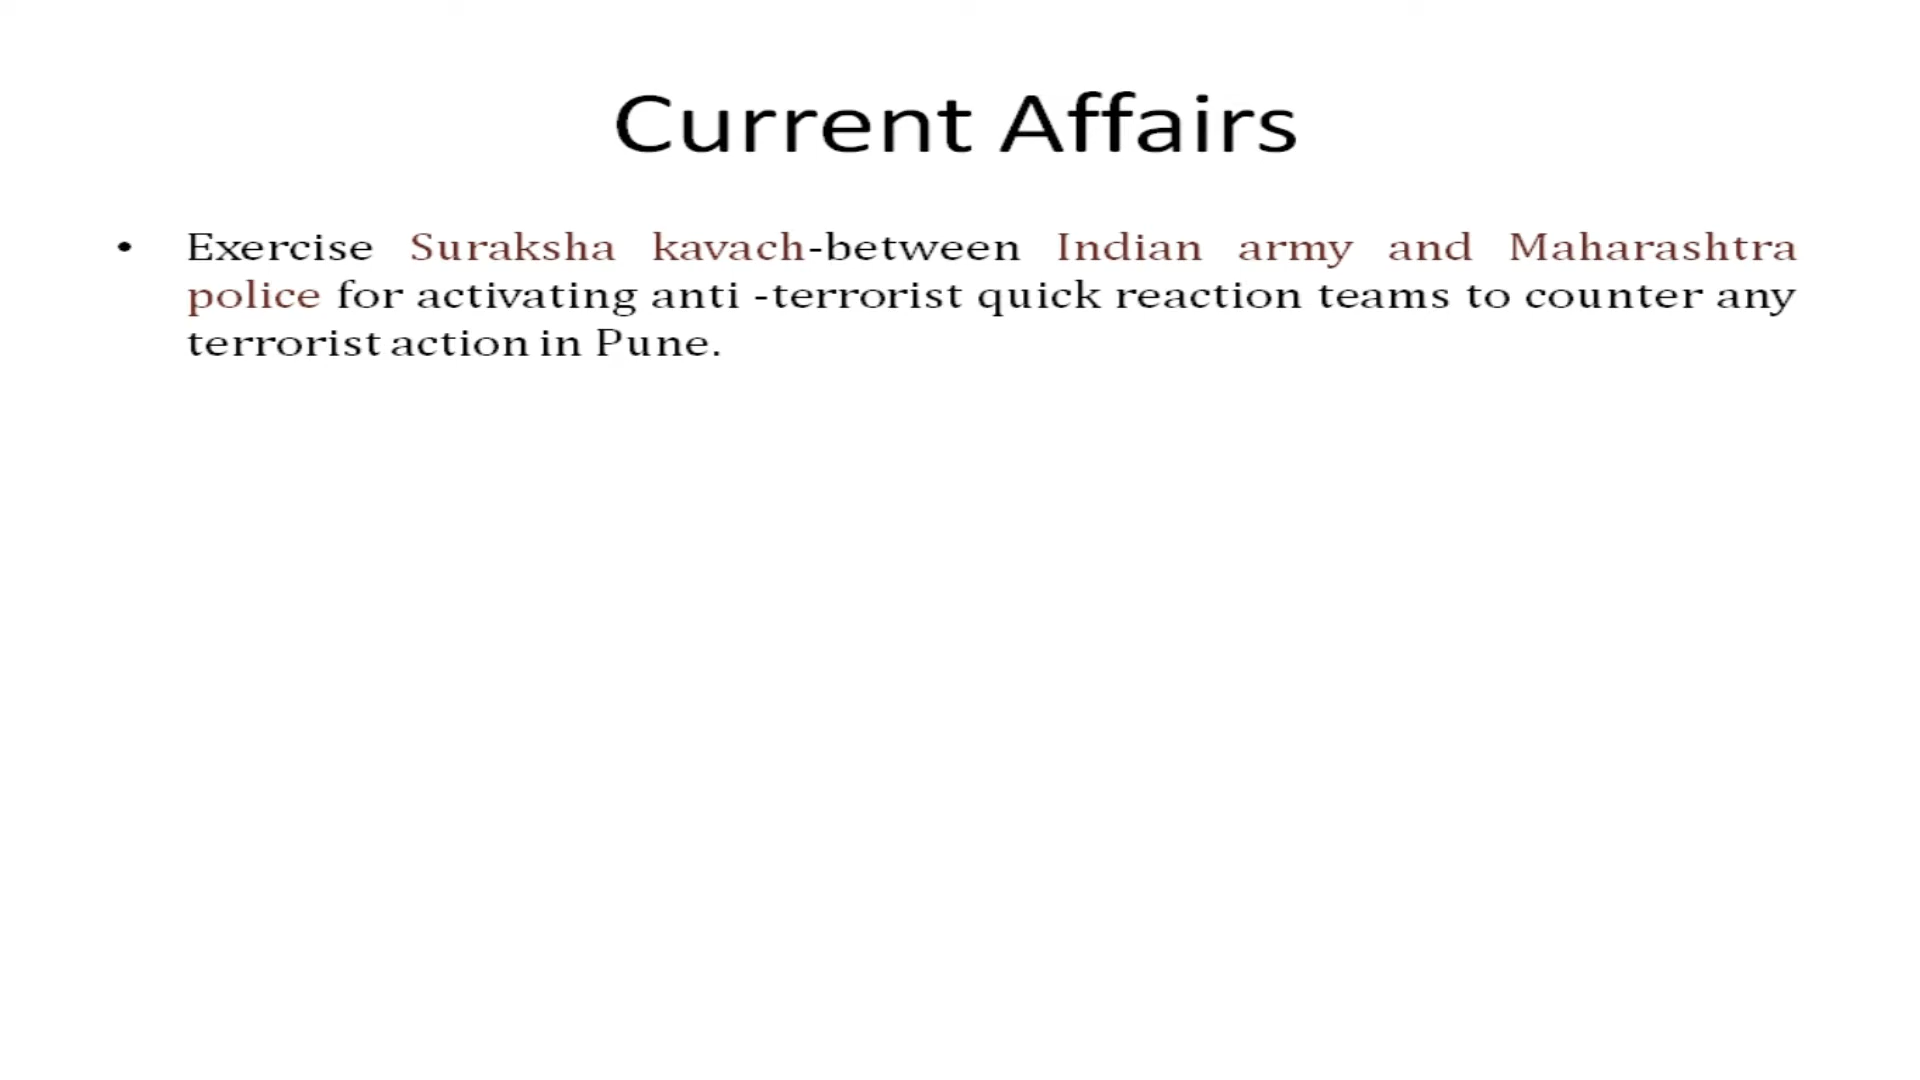 Current Affairs
• Exercise Suraksha kavach-between Indian army and Maharashtra
police for activating anti -terrorist quick reaction teams to counter any
terrorist action in Pune.